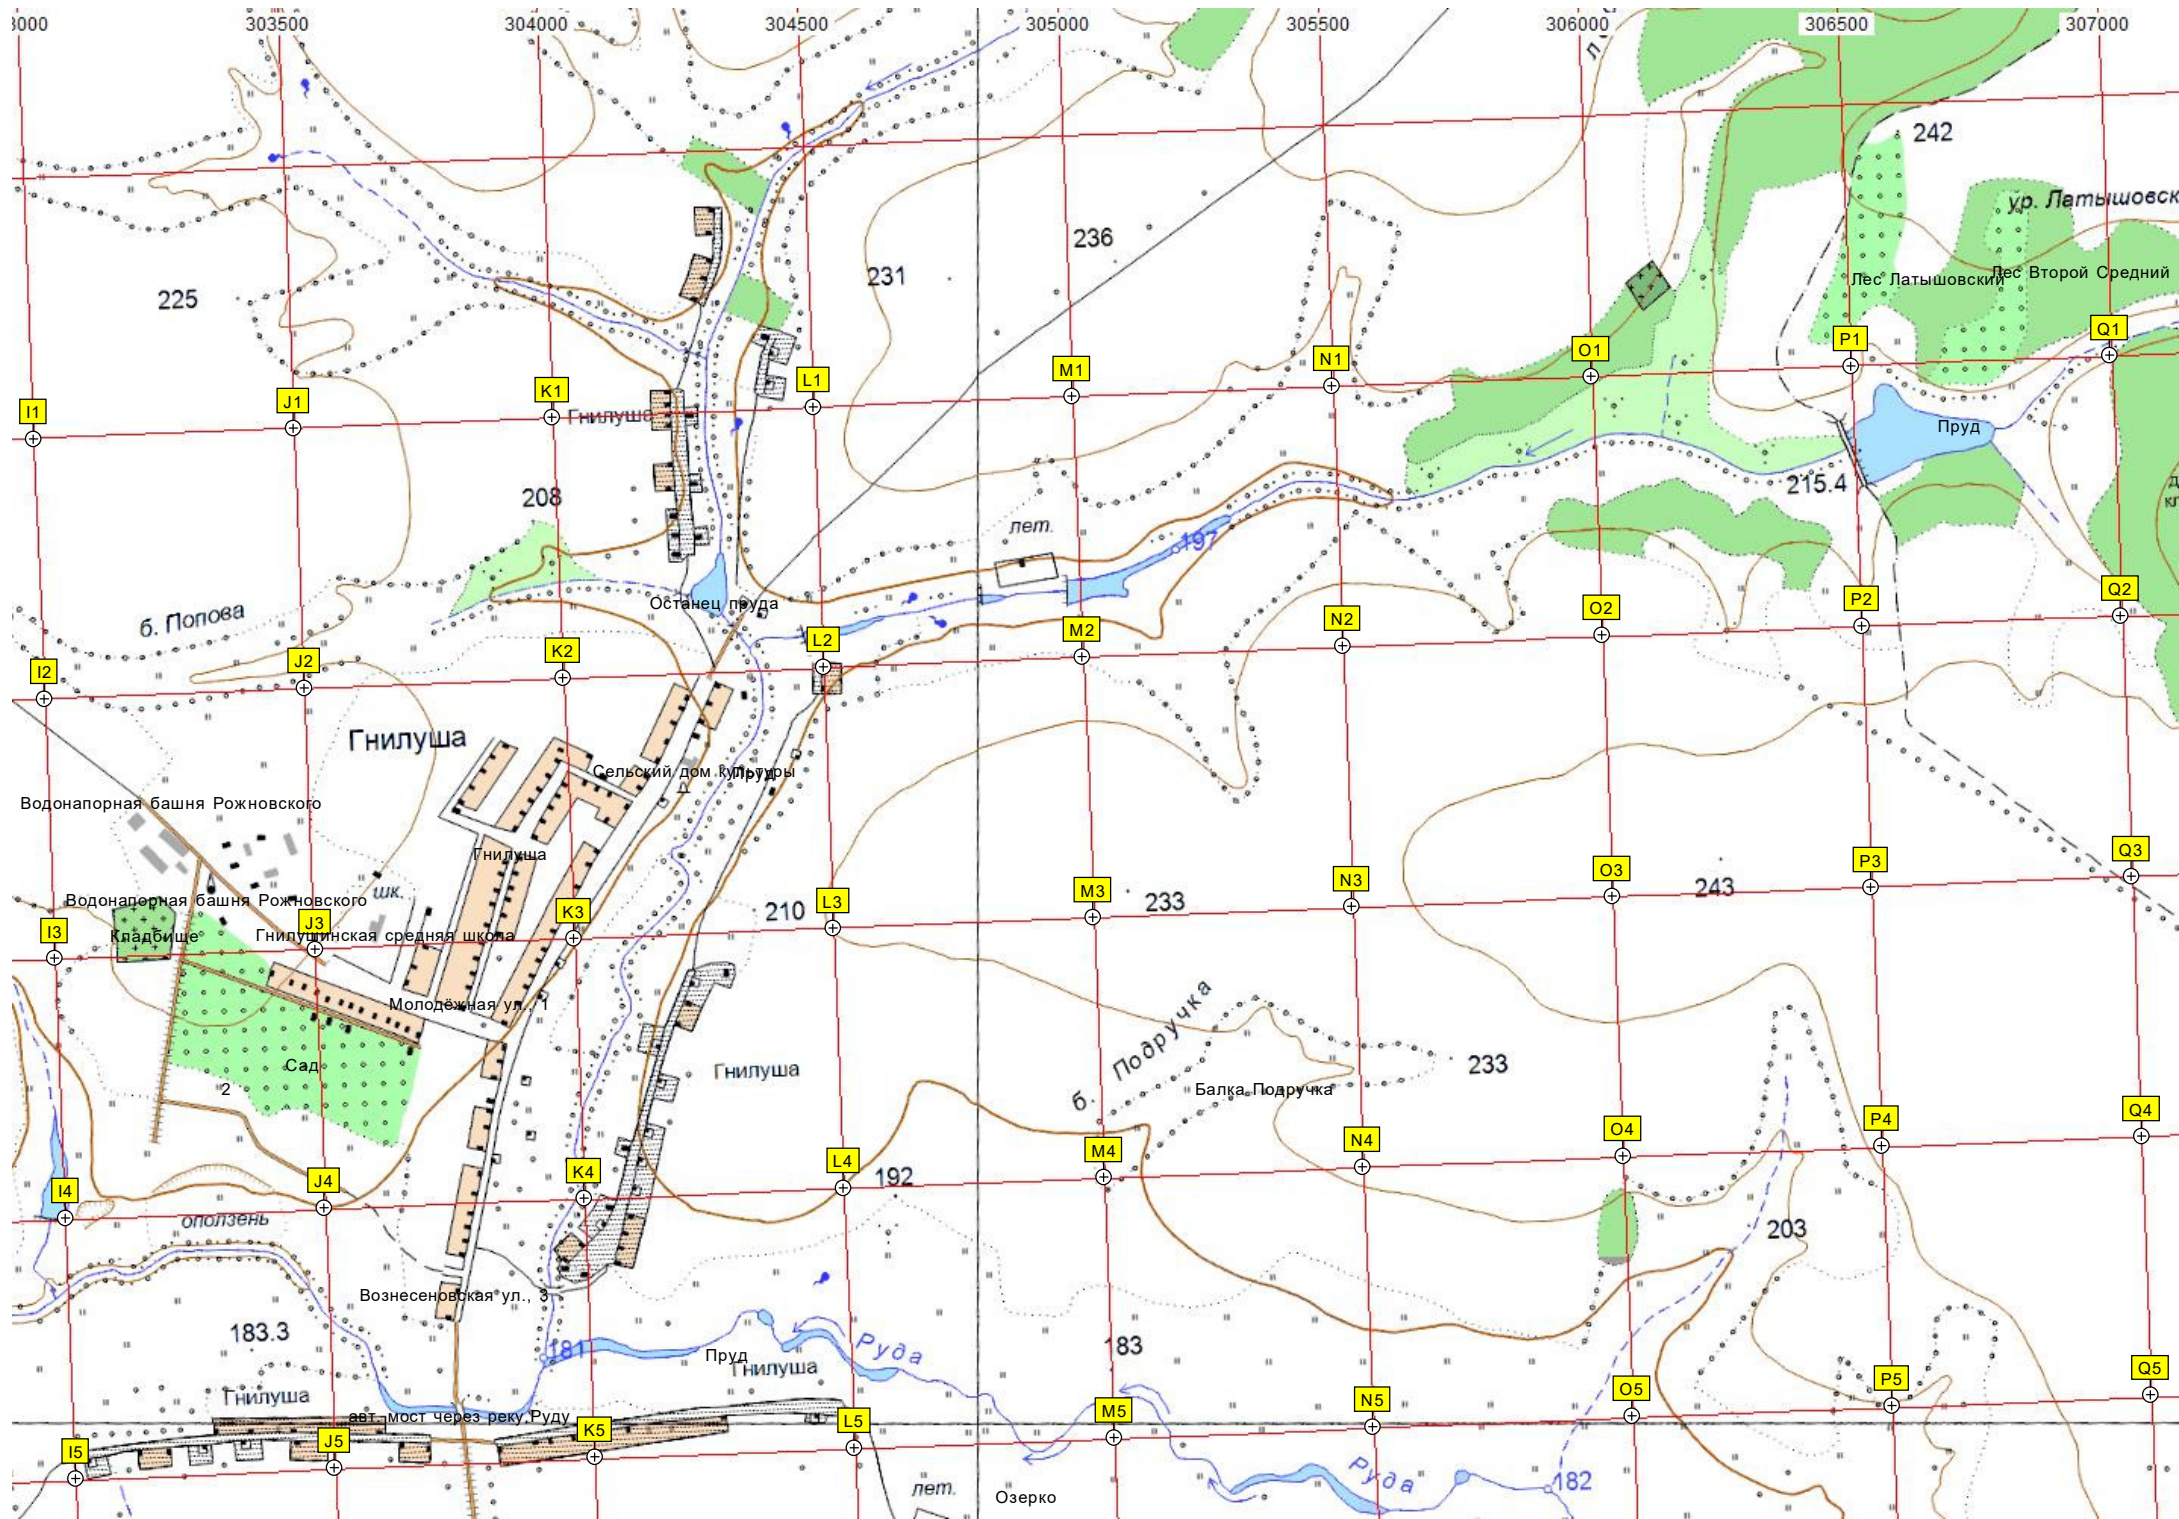 3000 303500 304000 304500 305000 305500 306000 306500 307000
242
ур. Латышовск
236
231
225
Лес Латышовский
Лес Второй Средний
I1 J1 K1 L1 M1 N1 O1 P1 Q1
Гнилуша
Пруд
208
215.4
лет.
197
б. Попова
Останец пруда
I2 J2 K2 L2 M2 N2 O2 P2 Q2
Гнилуша
Сельский дом культуры
Пруд
Водонапорная башня Рожновского
Гнилуша
шк.
Водонапорная башня Рожновского
210
233
243
I3 J3 K3 L3 M3 N3 O3 P3 Q3
Кладбище
Гнилушинская средняя школа
Молодёжная ул., 1
б. Подручка
Сад
2
Гнилуша
Балка Подручка
233
I4 J4 K4 L4 M4 N4 O4 P4 Q4
192
оползень
203
Вознесеновская ул., 3
183.3
181
Пруд
Руда
183
Гнилуша
Гнилуша
авт. мост через реку Руду
I5 J5 K5 L5 M5 N5 O5 P5 Q5
лет.
Озерко
Руда
182